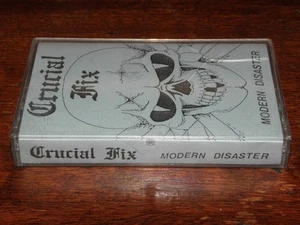 Crucial
Fix
MODERN DISASTER
Crucial Fix MODERN DISASTER